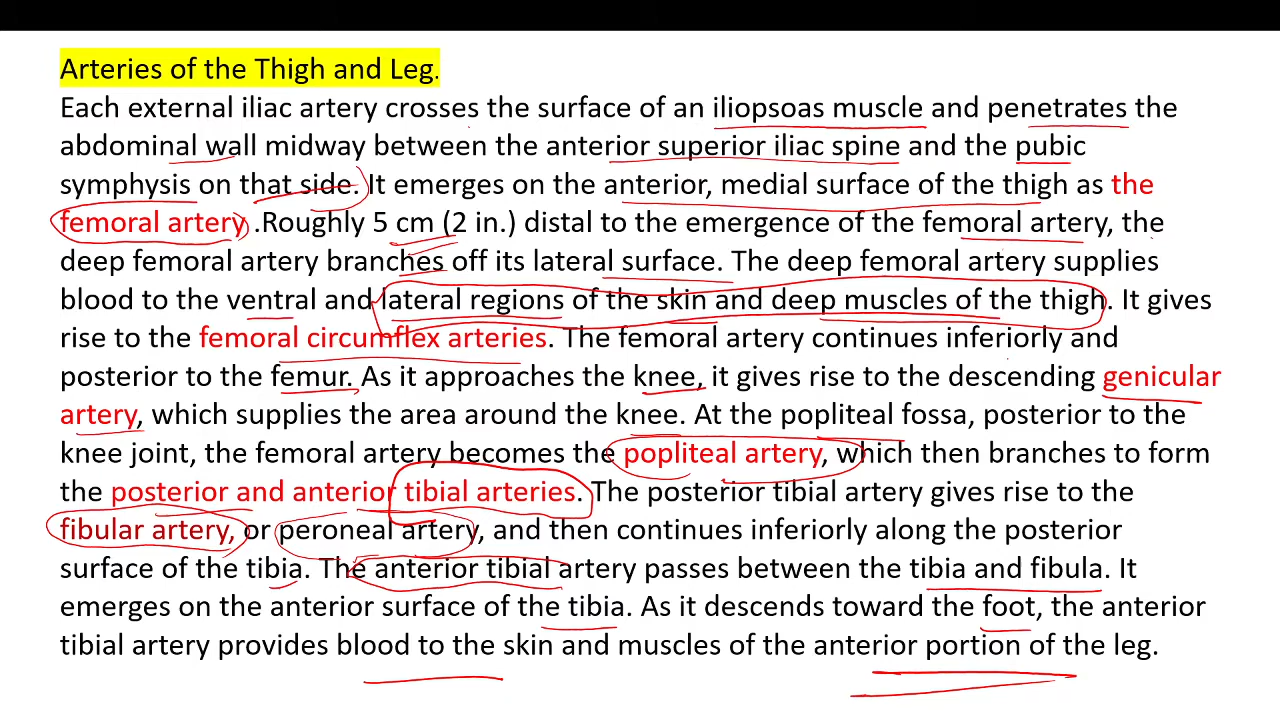 Arteries of the Thigh and Leg.
Each external iliac artery crosses the surface of an iliopsoas muscle and penetrates the
abdominal wall midway between the anterior superior iliac spine and the pubic
symphysis on that side. It emerges on the anterior, medial surface of the thigh as the
femoral artery .Roughly 5 cm (2 in.) distal to the emergence of the femoral artery, the
deep femoral artery branches off its lateral surface. The deep femoral artery supplies
blood to the ventral and lateral regions of the skin and deep muscles of the thigh. It gives
rise to the femoral circumflex arteries. The femoral artery continues inferiorly and
posterior to the femur. As it approaches the knee, it gives rise to the descending genicular
artery, which supplies the area around the knee. At the popliteal fossa, posterior to the
knee joint, the femoral artery becomes the popliteal artery, which then branches to form
the posterior and anterior tibial arteries. The posterior tibial artery gives rise to the
fibular artery, or peroneal artery, and then continues inferiorly along the posterior
surface of the tibia. The anterior tibial artery passes between the tibia and fibula. It
emerges on the anterior surface of the tibia. As it descends toward the foot, the anterior
tibial artery provides blood to the skin and muscles of the anterior portion of the leg.